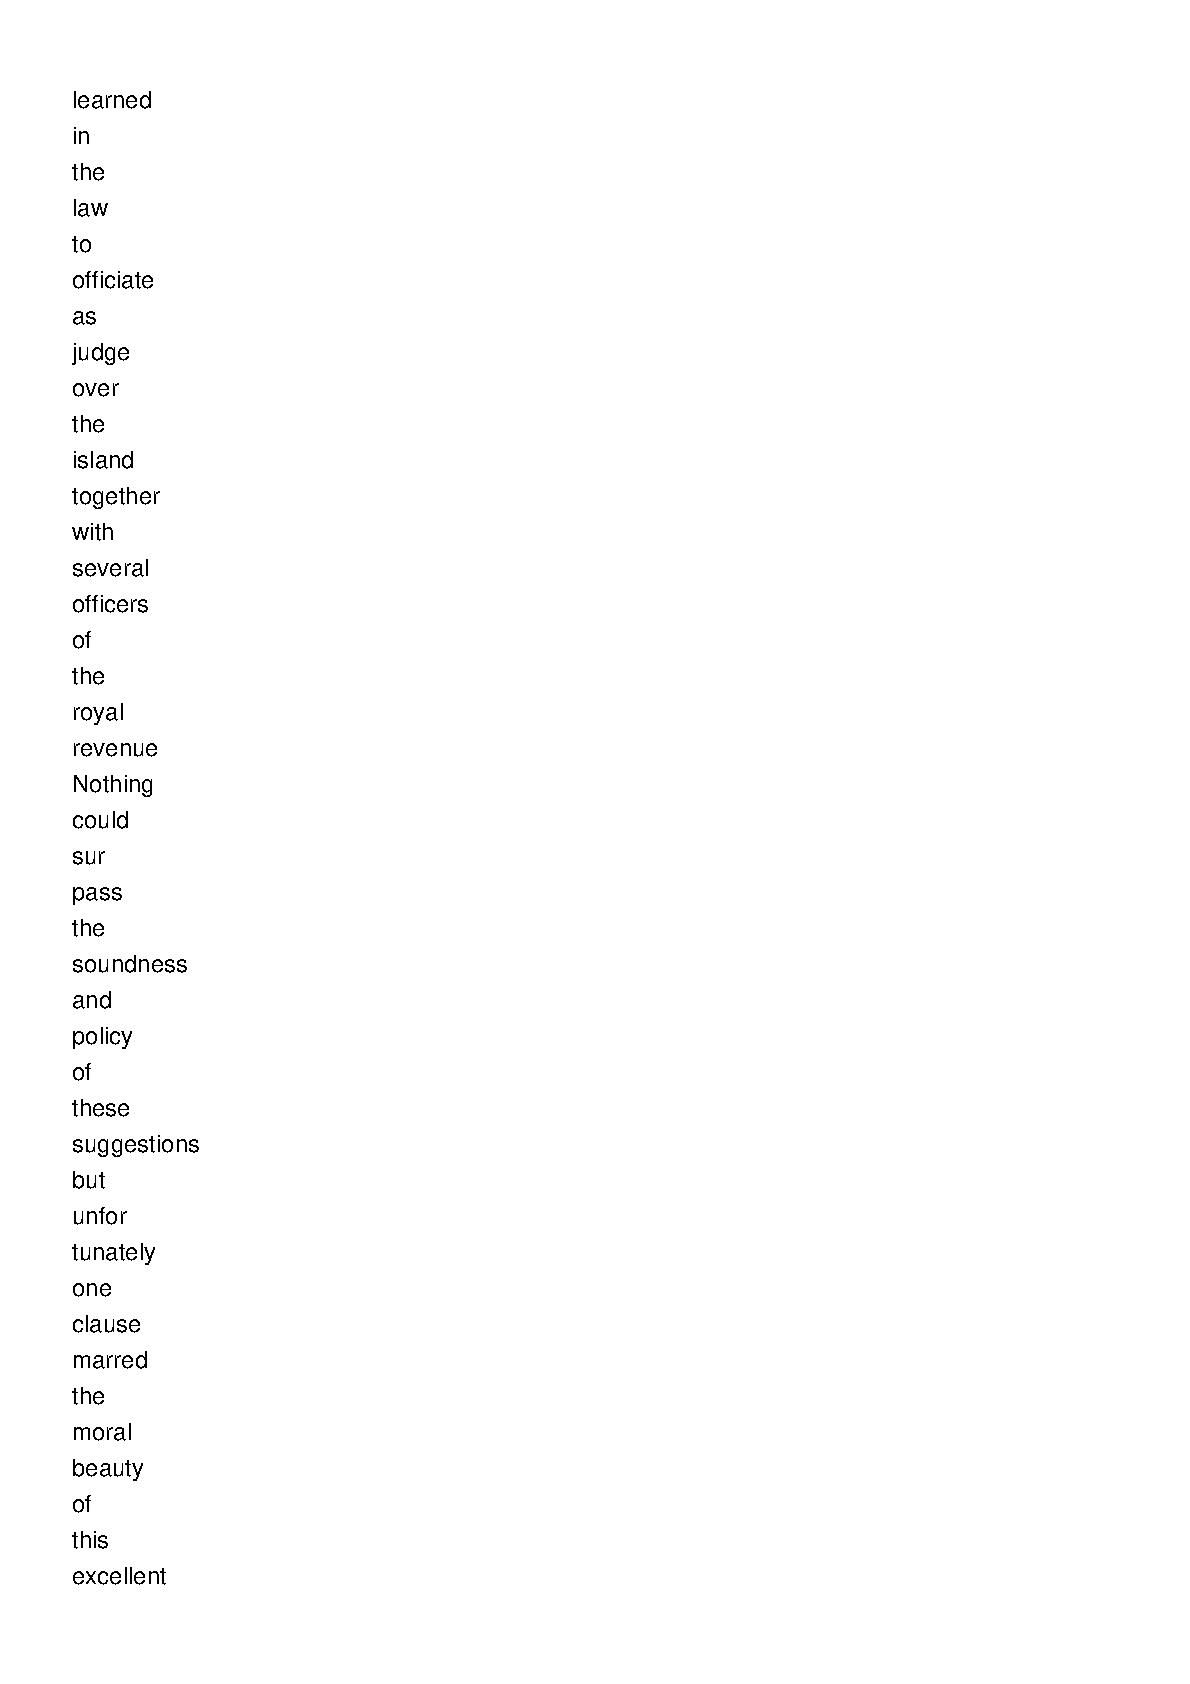 learned
in
the
law
to
officiate
as
judge
over
the
island
together
with
several
officers
of
the
royal
revenue
Nothing
could
sur
pass
the
soundness
and
policy
of
these
suggestions
but
unfor
tunately
one
clause
marred
the
moral
beauty
of
this
excellent